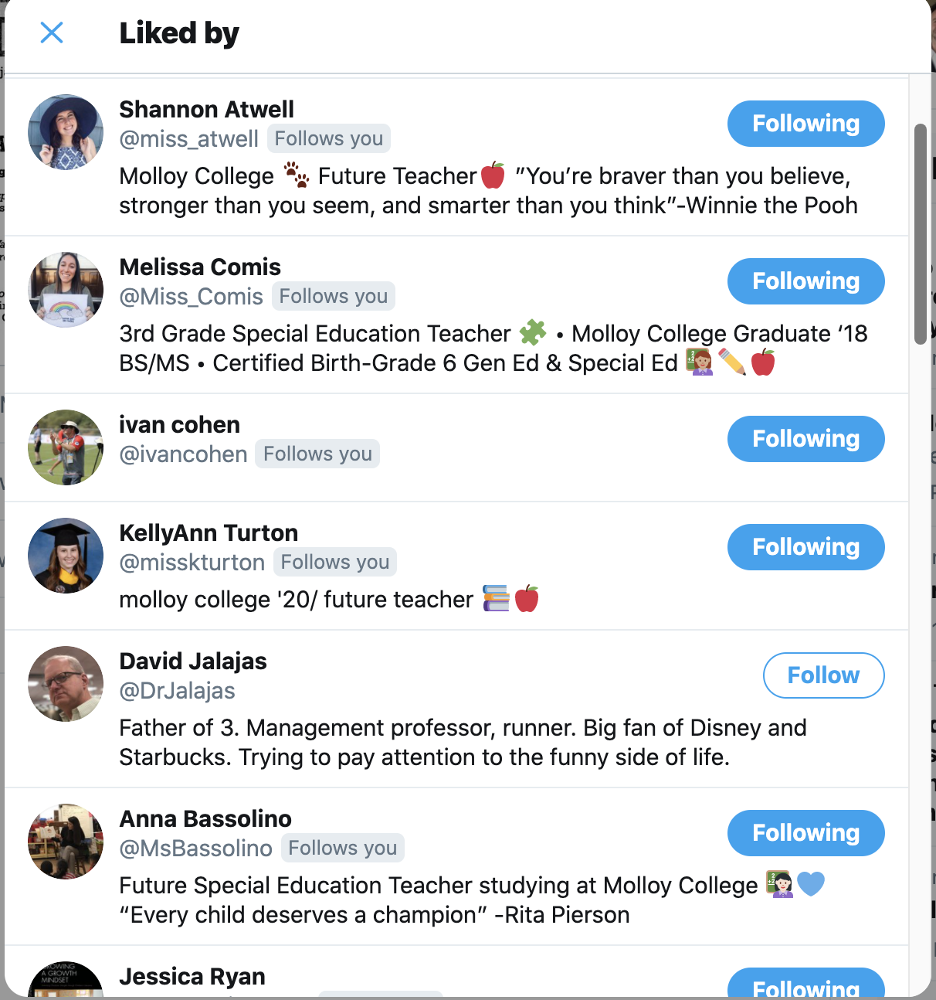 Liked by
Shannon Atwell
Following
@miss_atwell Follows you
Molloy College 🐾 Future Teacher🍎 ”You’re braver than you believe,
stronger than you seem, and smarter than you think”-Winnie the Pooh
Melissa Comis
Following
@Miss_Comis Follows you
3rd Grade Special Education Teacher 🧩 • Molloy College Graduate ‘18
BS/MS • Certified Birth-Grade 6 Gen Ed & Special Ed 👩🏽‍🏫✏️🍎
ivan cohen
Following
@ivancohen Follows you
KellyAnn Turton
Following
@misskturton Follows you
molloy college '20/ future teacher 📚🍎
David Jalajas
Follow
@DrJalajas
Father of 3. Management professor, runner. Big fan of Disney and
Starbucks. Trying to pay attention to the funny side of life.
Anna Bassolino
Following
@MsBassolino Follows you
Future Special Education Teacher studying at Molloy College 👩🏻‍🏫💙
“Every child deserves a champion” -Rita Pierson
GROWING
A GROWTH
MINDSET
Jessica Ryan
Following